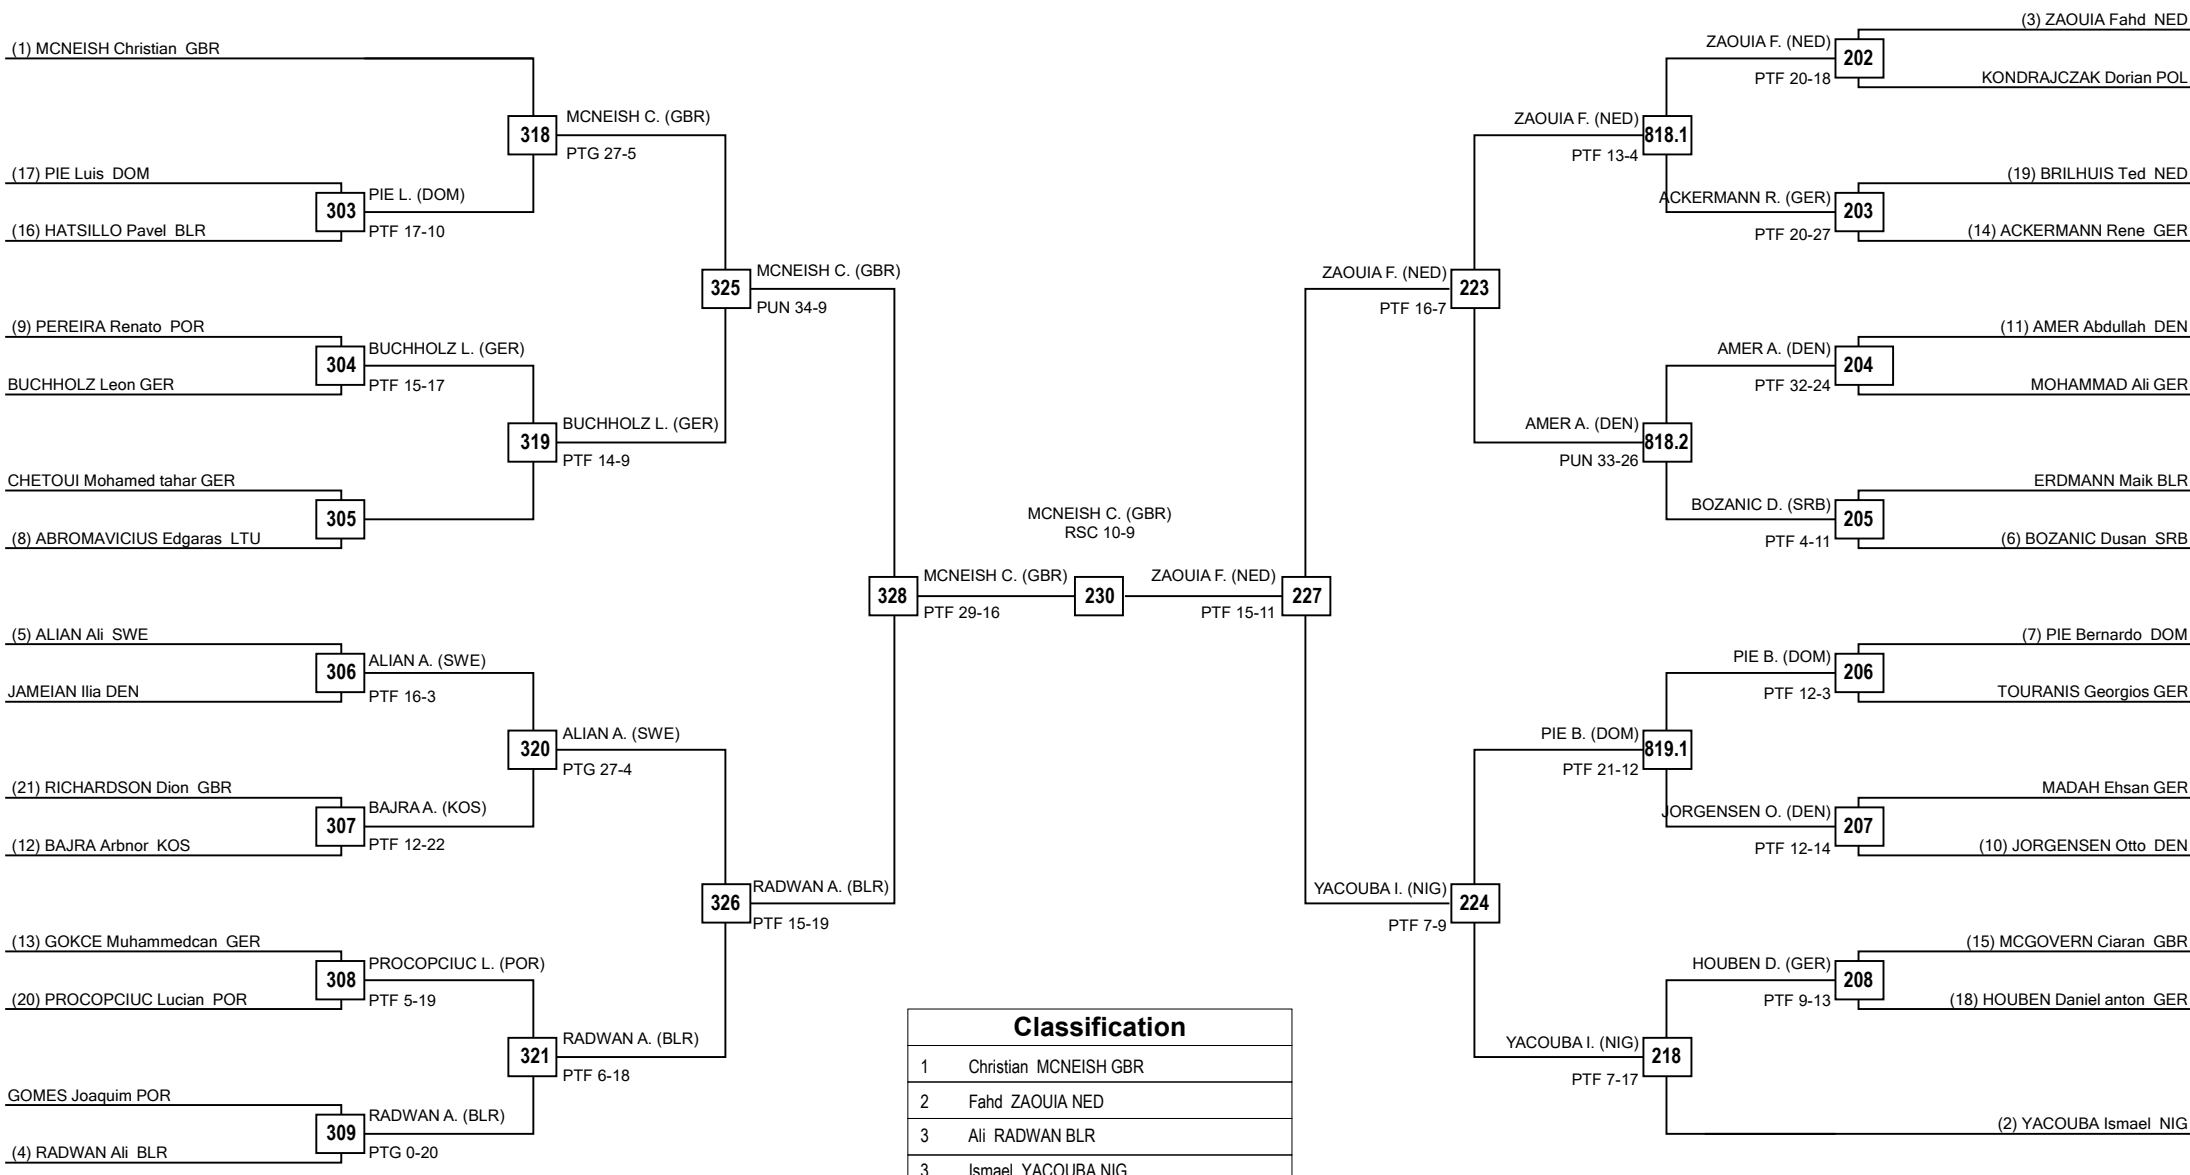 (1) MCNEISH Christian GBR
(17) PIE Luis DOM
303
PIE L. (DOM)
PTF 17-10
(16) HATSILLO Pavel BLR
318
MCNEISH C. (GBR)
PTG 27-5
(9) PEREIRA Renato POR
304
BUCHHOLZ L. (GER)
PTF 15-17
BUCHHOLZ Leon GER
319
BUCHHOLZ L. (GER)
PTF 14-9
CHETOUI Mohamed tahar GER
305
(8) ABROMAVICIUS Edgaras LTU
325
MCNEISH C. (GBR)
PUN 34-9
(5) ALIAN Ali SWE
306
ALIAN A. (SWE)
PTF 16-3
JAMEIAN Ilia DEN
320
ALIAN A. (SWE)
PTG 27-4
(21) RICHARDSON Dion GBR
307
BAJRA A. (KOS)
PTF 12-22
(12) BAJRA Arbnor KOS
326
RADWAN A. (BLR)
PTF 15-19
(13) GOKCE Muhammedcan GER
308
PROCOPCIUC L. (POR)
PTF 5-19
(20) PROCOPCIUC Lucian POR
321
RADWAN A. (BLR)
PTF 6-18
GOMES Joaquim POR
309
RADWAN A. (BLR)
PTG 0-20
(4) RADWAN Ali BLR
328
MCNEISH C. (GBR)
PTF 29-16
MCNEISH C. (GBR)
RSC 10-9
230
ZAOUIA F. (NED)
PTF 15-11
227
ZAOUIA F. (NED)
PTF 16-7
223
ZAOUIA F. (NED)
PTF 13-4
818.1
ZAOUIA F. (NED)
PTF 20-18
202
(3) ZAOUIA Fahd NED
KONDRAJCZAK Dorian POL
ACKERMANN R. (GER)
PTF 20-27
203
(19) BRILHUIS Ted NED
(14) ACKERMANN Rene GER
AMER A. (DEN)
PUN 33-26
818.2
AMER A. (DEN)
PTF 32-24
204
(11) AMER Abdullah DEN
MOHAMMAD Ali GER
BOZANIC D. (SRB)
PTF 4-11
205
ERDMANN Maik BLR
(6) BOZANIC Dusan SRB
YACOUBA I. (NIG)
PTF 7-9
224
PIE B. (DOM)
PTF 21-12
819.1
PIE B. (DOM)
PTF 12-3
206
(7) PIE Bernardo DOM
TOURANIS Georgios GER
JORGENSEN O. (DEN)
PTF 12-14
207
MADAH Ehsan GER
(10) JORGENSEN Otto DEN
YACOUBA I. (NIG)
PTF 7-17
218
HOUBEN D. (GER)
PTF 9-13
208
(15) MCGOVERN Ciaran GBR
(18) HOUBEN Daniel anton GER
(2) YACOUBA Ismael NIG
Classification
1 Christian MCNEISH GBR
2 Fahd ZAOUIA NED
3 Ali RADWAN BLR
3 Ismael YACOUBA NIG